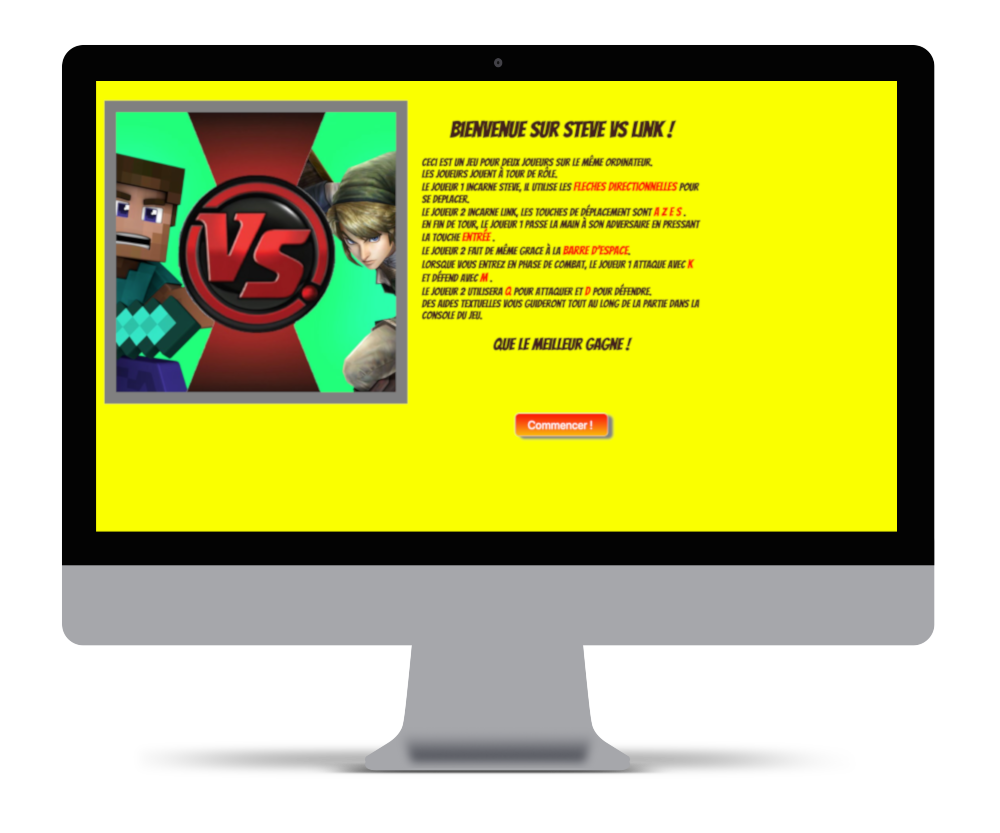 VS.
BIENVENUE SUR STEVE VS LINK !
CECI EST UN JEU POUR DEUX JOUEURS SUR LE MÊME ORDINATEUR.
LES JOUEURS JOUENT À TOUR DE RÔLE.
LE JOUEUR 1 INCARNE STEVE, IL UTILISE LES FLECHES DIRECTIONNELLES POUR
SE DEPLACER.
LE JOUEUR 2 INCARNE LINK, LES TOUCHES DE DÉPLACEMENT SONT A Z E S .
EN FIN DE TOUR, LE JOUEUR 1 PASSE LA MAIN À SON ADVERSAIRE EN PRESSANT
LA TOUCHE ENTRÉE .
LE JOUEUR 2 FAIT DE MÊME GRACE À LA BARRE D'ESPACE.
LORSQUE VOUS ENTREZ EN PHASE DE COMBAT, LE JOUEUR 1 ATTAQUE AVEC K
ET DÉFEND AVEC M .
LE JOUEUR 2 UTILISERA Q POUR ATTAQUER ET D POUR DÉFENDRE.
DES AIDES TEXTUELLES VOUS GUIDERONT TOUT AU LONG DE LA PARTIE DANS LA
CONSOLE DU JEU.
QUE LE MEILLEUR GAGNE !
Commencer !